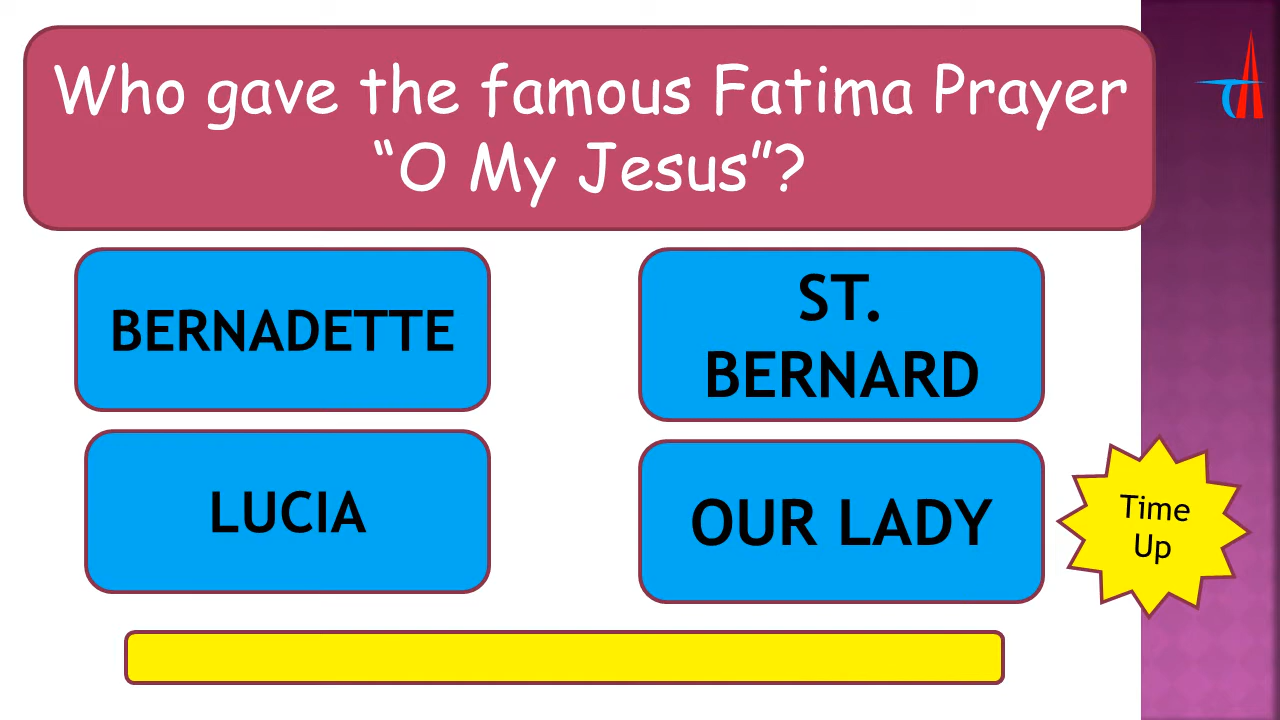 Who gave the famous Fatima Prayer
“O My Jesus”?
BERNADETTE
ST.
BERNARD
LUCIA
OUR LADY
Time
Up